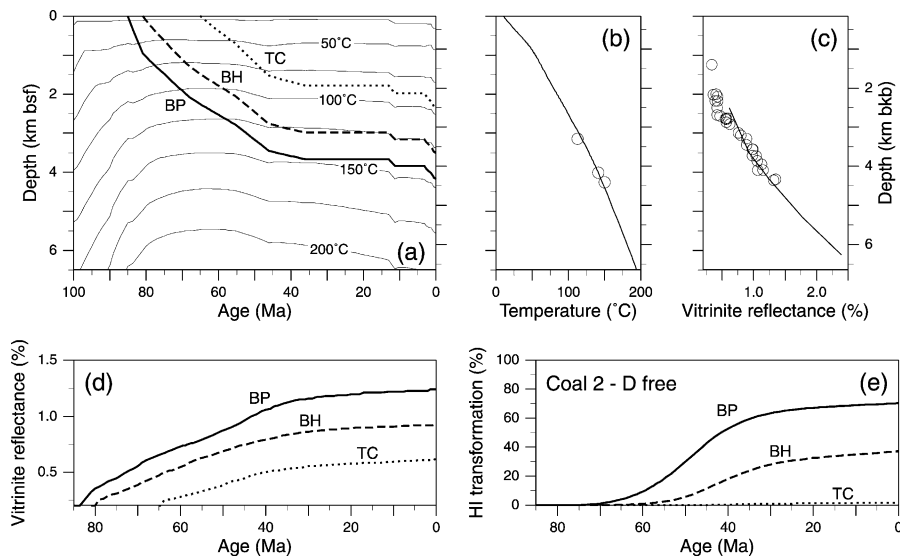 0
2
4
6
Depth (km bsf)
100 80 60 40 20 0
Age (Ma)
50˚C
100˚C
150˚C
200˚C
TC
BH
BP
(a)
(b)
0 100 200
Temperature (˚C)
(c)
2
4
6
Depth (km bkb)
1.0 2.0
Vitrinite reflectance (%)
1.5
1.0
0.5
Vitrinite reflectance (%)
(d)
BP
BH
TC
80 60 40 20 0
Age (Ma)
100
80
60
40
20
0
HI transformation (%)
Coal 2 - D free
(e)
BP
BH
TC
80 60 40 20 0
Age (Ma)